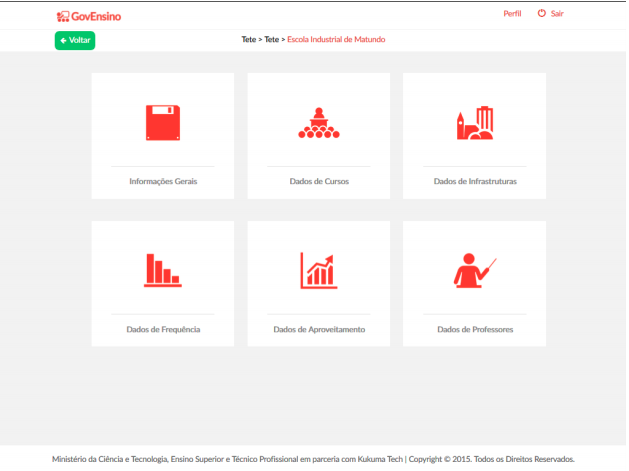 GovEnsino
Perfil
Sair
Voltar
Tete > Tete > Escola Industrial de Matundo
Informações Gerais
Dados de Cursos
Dados de Infrastruturas
Dados de Frequência
Dados de Aproveitamento
Dados de Professores
Ministério da Ciência e Tecnologia, Ensino Superior e Técnico Profissional em parceria com Kukuma Tech | Copyright © 2015. Todos os Direitos Reservados.